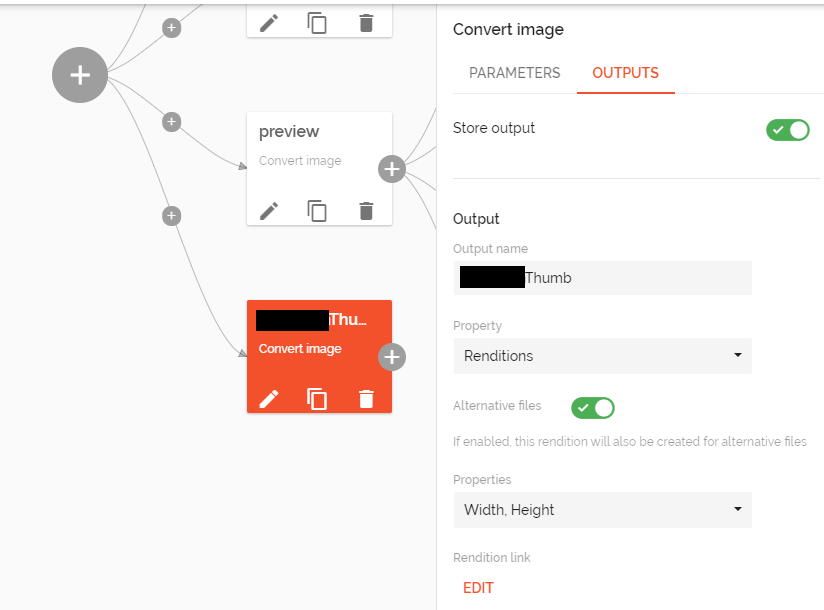 preview
Convert image
Thu...
Convert image
Convert image
PARAMETERS
OUTPUTS
Store output
Output
Output name
Thumb
Property
Renditions
Alternative files
If enabled, this rendition will also be created for alternative files
Properties
Width, Height
Rendition link
EDIT